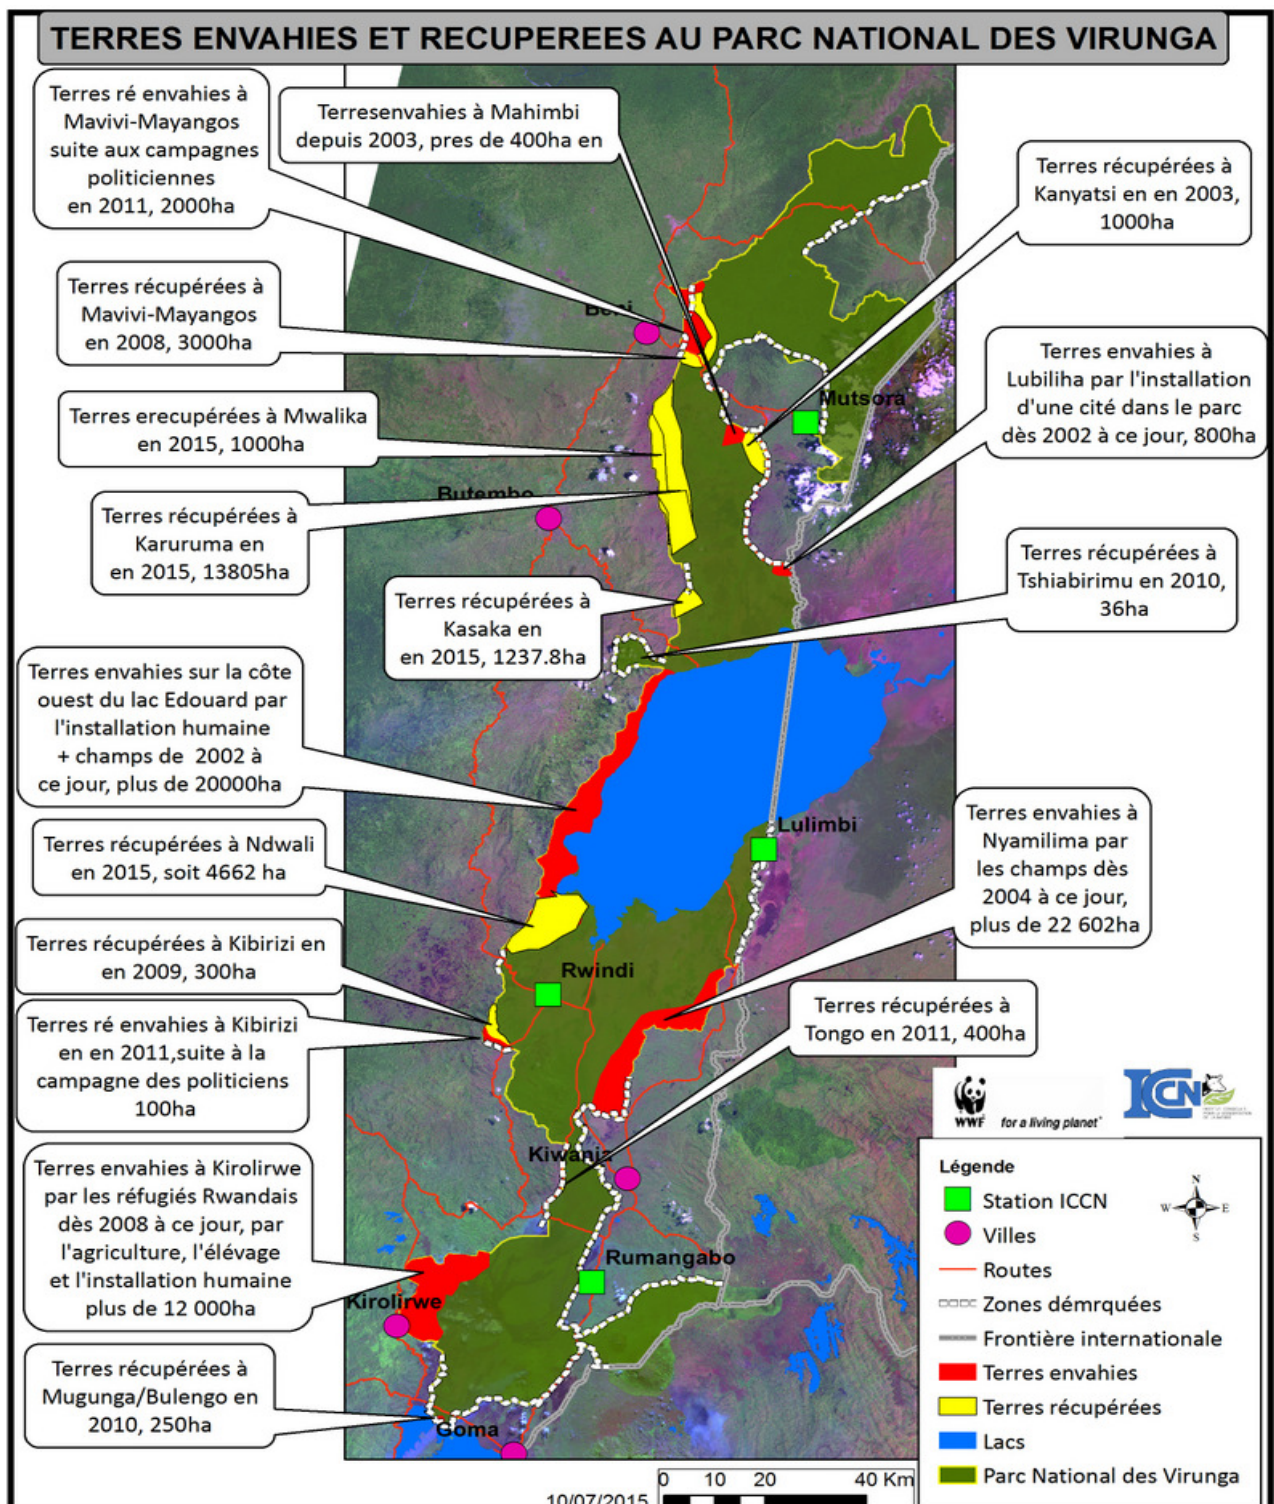 TERRES ENVAHIES ET RECUPEREES AU PARC NATIONAL DES VIRUNGA
Terres ré envahies à
Mavivi-Mayangos
suite aux campagnes
politiciennes
en 2011, 2000ha
Terresenvahies à Mahimbi
depuis 2003, pres de 400ha en
Terres récupérées à
Kanyatsi en en 2003,
1000ha
Terres récupérées à
Mavivi-Mayangos
en 2008, 3000ha
Beni
Terres envahies à
Lubiliha par l'installation
d'une cité dans le parc
dès 2002 à ce jour, 800ha
Mutsora
Terres erecupérées à Mwalika
en 2015, 1000ha
Butembo
Terres récupérées à
Karuruma en
en 2015, 13805ha
Terres récupérées à
Tshiabirimu en 2010,
36ha
Terres récupérées à
Kasaka en
en 2015, 1237.8ha
Terres envahies sur la côte
ouest du lac Edouard par
l'installation humaine
+ champs de 2002 à
ce jour, plus de 20000ha
Lulimbi
Terres envahies à
Nyamilima par
les champs dès
2004 à ce jour,
plus de 22 602ha
Terres récupérées à Ndwali
en 2015, soit 4662 ha
Terres récupérées à Kibirizi en
en 2009, 300ha
Rwindi
Terres récupérées à
Tongo en 2011, 400ha
Terres ré envahies à Kibirizi
en en 2011,suite à la
campagne des politiciens
100ha
WWF
for a living planet
ICCN
Kiwanja
Terres envahies à Kirolirwe
par les réfugiés Rwandais
dès 2008 à ce jour, par
l'agriculture, l'élévage
et l'installation humaine
plus de 12 000ha
Rumangabo
Kirolirwe
Terres récupérées à
Mugunga/Bulengo en
2010, 250ha
Goma
Légende
Station ICCN
Villes
Routes
Zones démrquées
Frontière internationale
Terres envahies
Terres récupérées
Lacs
Parc National des Virunga
N
W E
S
0 10 20 40 Km
10/07/2015